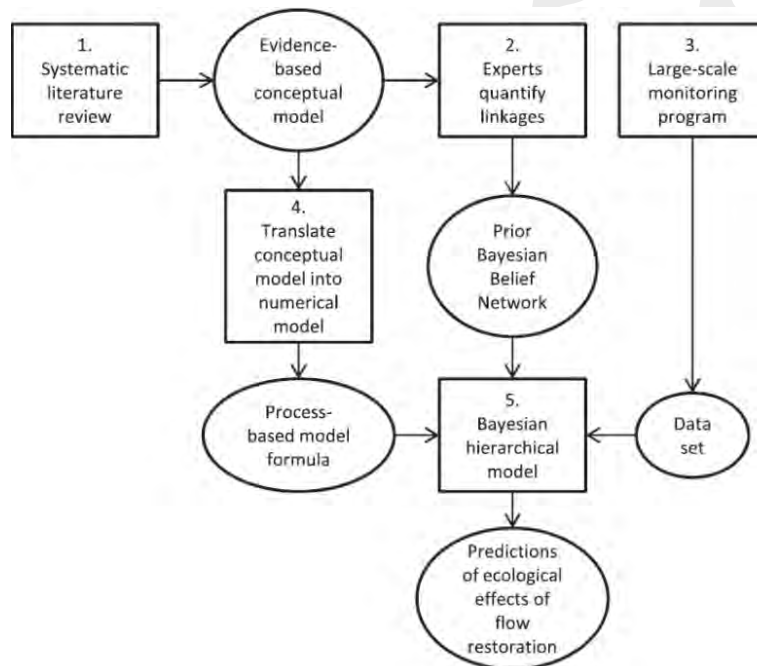 1.
Systematic
literature
review
Evidence-
based
conceptual
model
2.
Experts
quantify
linkages
3.
Large-scale
monitoring
program
4.
Translate
conceptual
model into
numerical
model
Prior
Bayesian
Belief
Network
Process-
based model
formula
5.
Bayesian
hierarchical
model
Data
set
Predictions
of ecological
effects of
flow
restoration